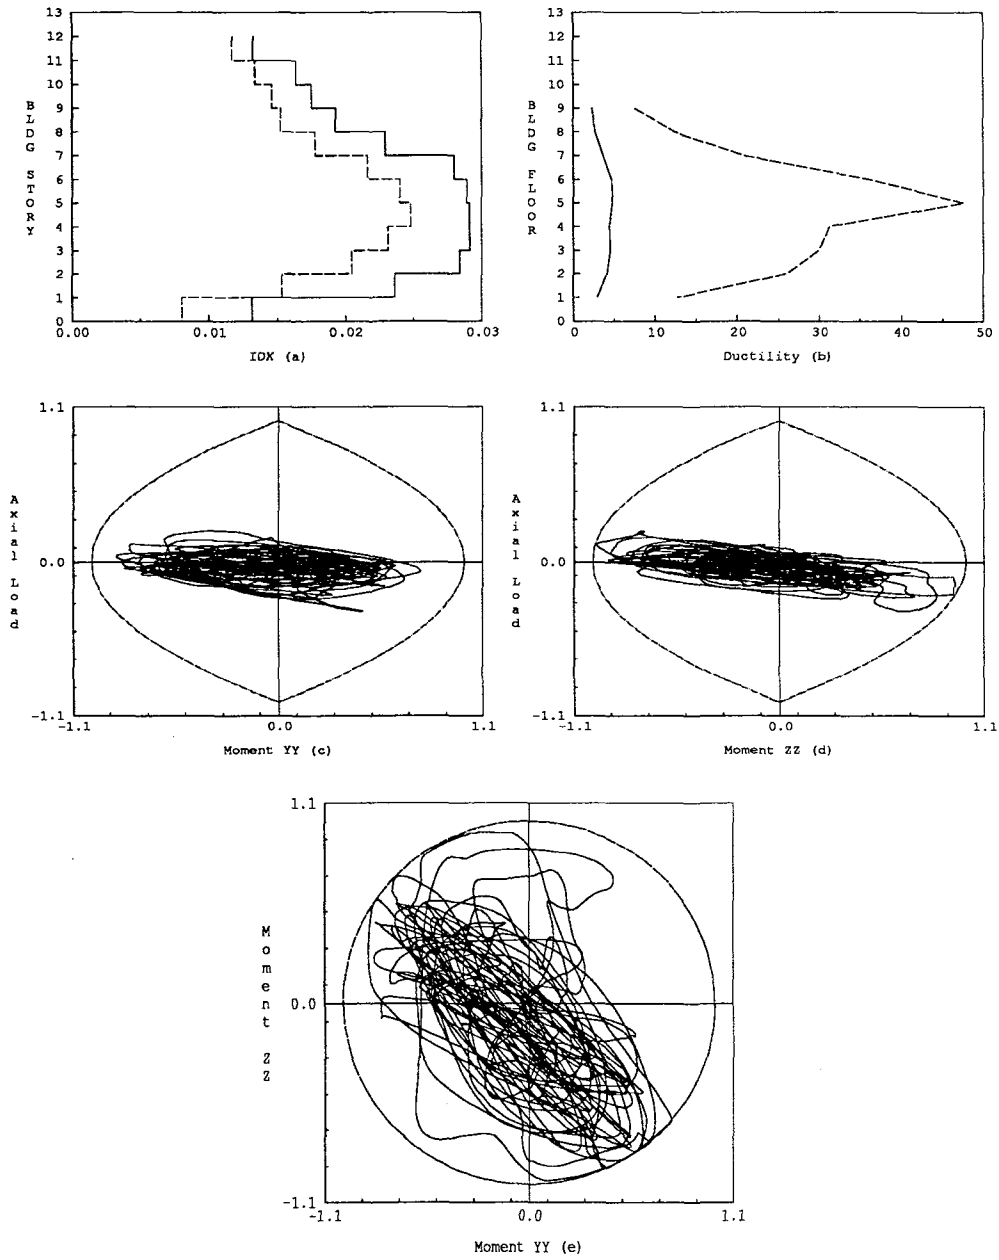 13
12
11
10
9
8
7
6
5
4
3
2
1
0
BLDG STORY
0.00 0.01 0.02 0.03
IDX (a)
13
12
11
10
9
8
7
6
5
4
3
2
1
0
BLDG FLOOR
0 10 20 30 40 50
Ductility (b)
1.1
0.0
-1.1
Axial Load
-1.1 0.0 1.1
Moment YY (c)
1.1
0.0
-1.1
Axial Load
-1.1 0.0 1.1
Moment ZZ (d)
1.1
0.0
-1.1
Moment ZZ
-1.1 0.0 1.1
Moment YY (e)